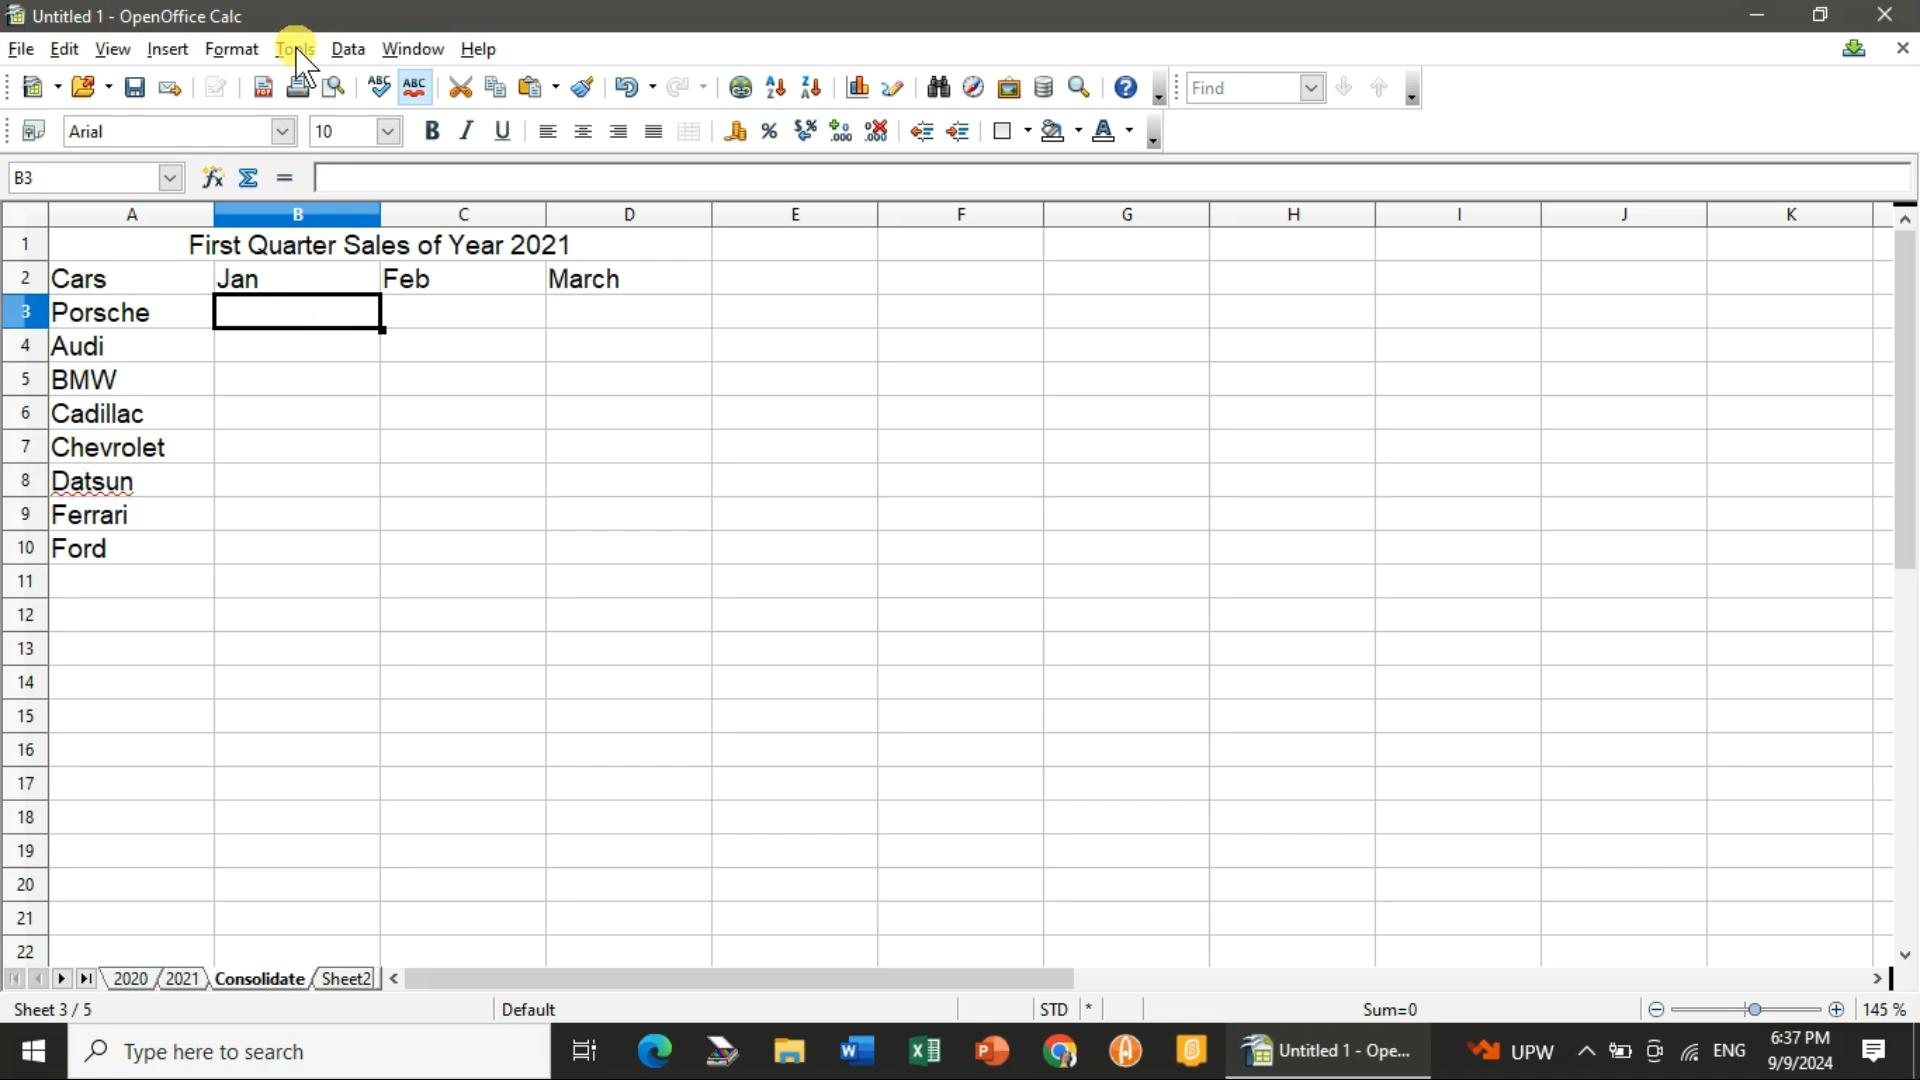 Untitled 1 - OpenOffice Calc
File Edit View Insert Format Tools Data Window Help
ABC ABC Find
Arial 10
B3
A B C D E F G H I J K
1 First Quarter Sales of Year 2021
2 Cars Jan Feb March
3 Porsche
4 Audi
5 BMW
6 Cadillac
7 Chevrolet
8 Datsun
9 Ferrari
10 Ford
11
12
13
14
15
16
17
18
19
20
21
22
2020 2021 Consolidate Sheet2
Sheet 3 / 5 Default STD * Sum=0 145 %
Type here to search Untitled 1 - Ope... UPW ENG 6:37 PM
9/9/2024